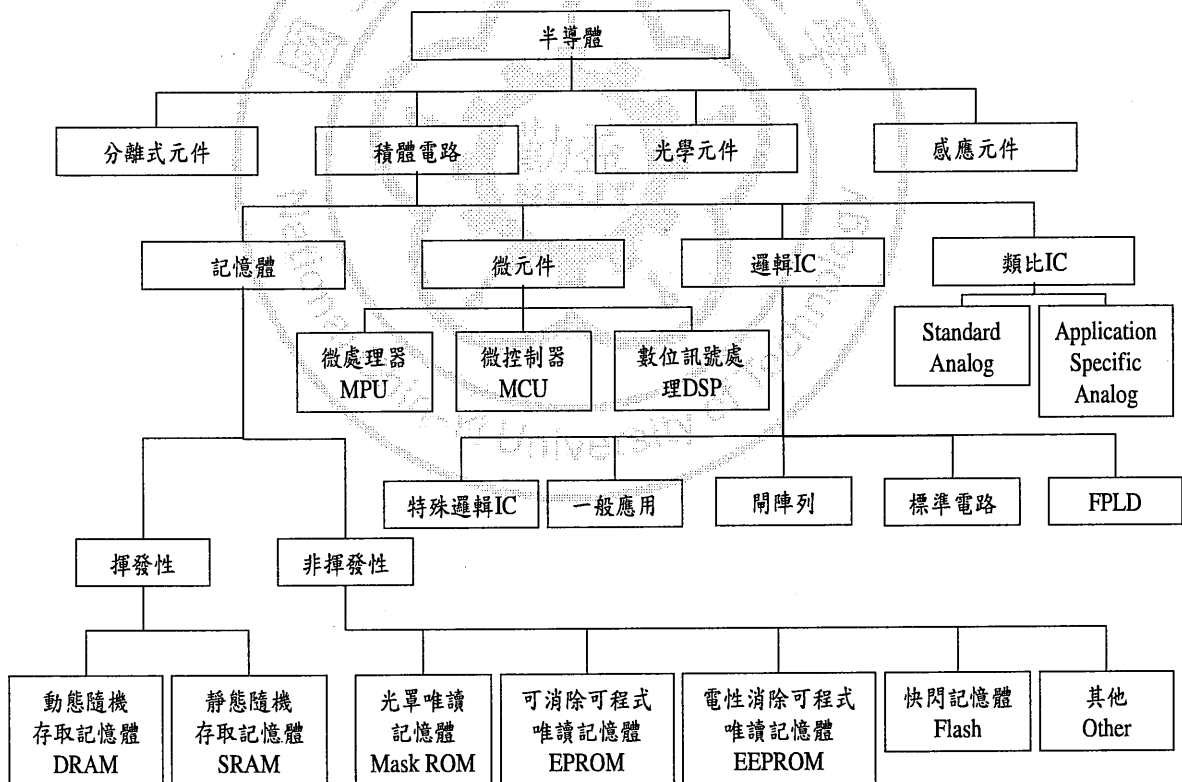 半導體
分離式元件
積體電路
光學元件
感應元件
記憶體
微元件
邏輯IC
類比IC
微處理器
MPU
微控制器
MCU
數位訊號處
理DSP
Standard
Analog
Application
Specific
Analog
特殊邏輯IC
一般應用
閘陣列
標準電路
FPLD
揮發性
非揮發性
動態隨機
存取記憶體
DRAM
靜態隨機
存取記憶體
SRAM
光罩唯讀
記憶體
Mask ROM
可消除可程式
唯讀記憶體
EPROM
電性消除可程式
唯讀記憶體
EEPROM
快閃記憶體
Flash
其他
Other